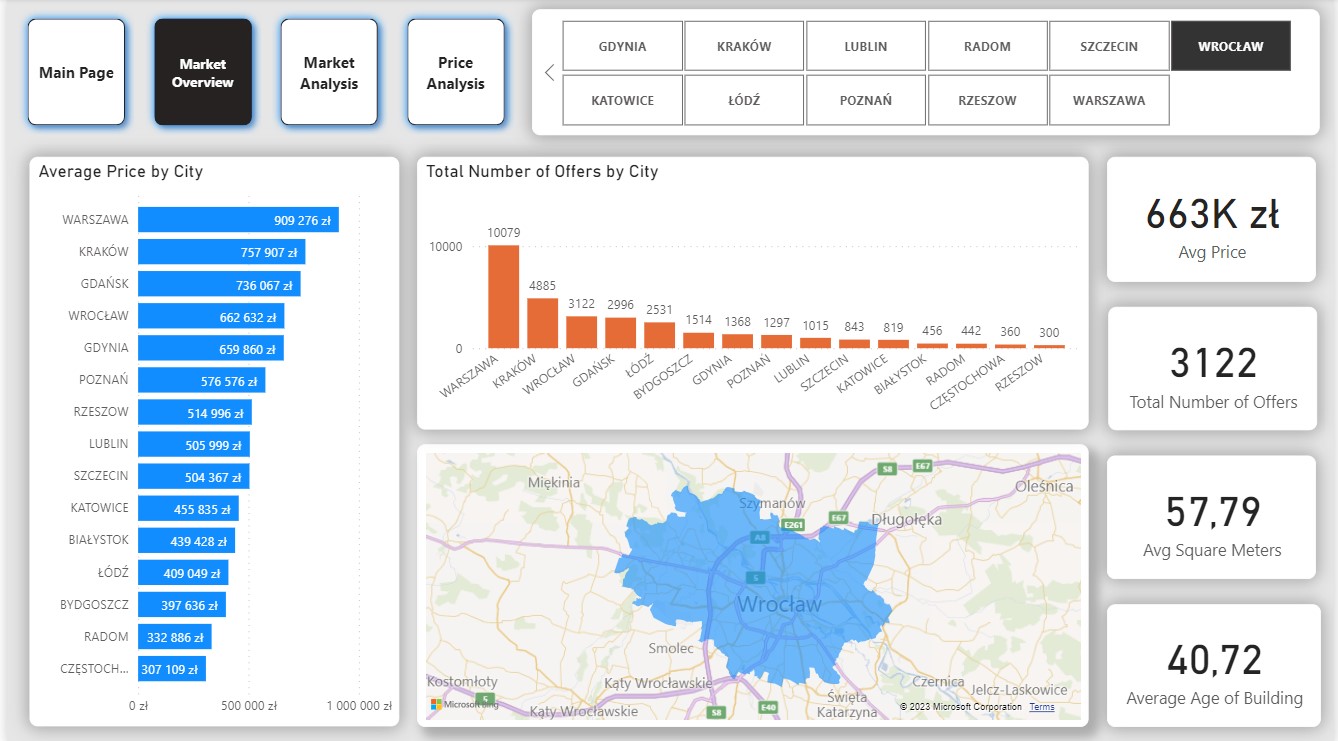 Main Page
Market
Overview
Market
Analysis
Price
Analysis
GDYNIA
KRAKÓW
LUBLIN
RADOM
SZCZECIN
WROCŁAW
KATOWICE
ŁÓDŹ
POZNAŃ
RZESZOW
WARSZAWA
Average Price by City
WARSZAWA 909 276 zł
KRAKÓW 757 907 zł
GDAŃSK 736 067 zł
WROCŁAW 662 632 zł
GDYNIA 659 860 zł
POZNAŃ 576 576 zł
RZESZOW 514 996 zł
LUBLIN 505 999 zł
SZCZECIN 504 367 zł
KATOWICE 455 835 zł
BIAŁYSTOK 439 428 zł
ŁÓDŹ 409 049 zł
BYDGOSZCZ 397 636 zł
RADOM 332 886 zł
CZĘSTOCH... 307 109 zł
0 zł 500 000 zł 1 000 000 zł
Total Number of Offers by City
10000
0
10079 4885 3122 2996 2531 1514 1368 1297 1015 843 819 456 442 360 300
WARSZAWA KRAKÓW WROCŁAW GDAŃSK ŁÓDŹ BYDGOSZCZ GDYNIA POZNAŃ LUBLIN SZCZECIN KATOWICE BIAŁYSTOK RADOM CZĘSTOCHOWA RZESZOW
Miękinia
S8
E67
Oleśnica
Szymanów
E261
E67
Długołęka
A8
5
Wrocław
Smolec
Kostomłoty
Kąty Wrocławskie
Czernica
Jelcz-Laskowice
5
Microsoft Bing
Kąty Wrocławskie
S8
E40
Święta
Katarzyna
© 2023 Microsoft Corporation Terms
663K zł
Avg Price
3122
Total Number of Offers
57,79
Avg Square Meters
40,72
Average Age of Building